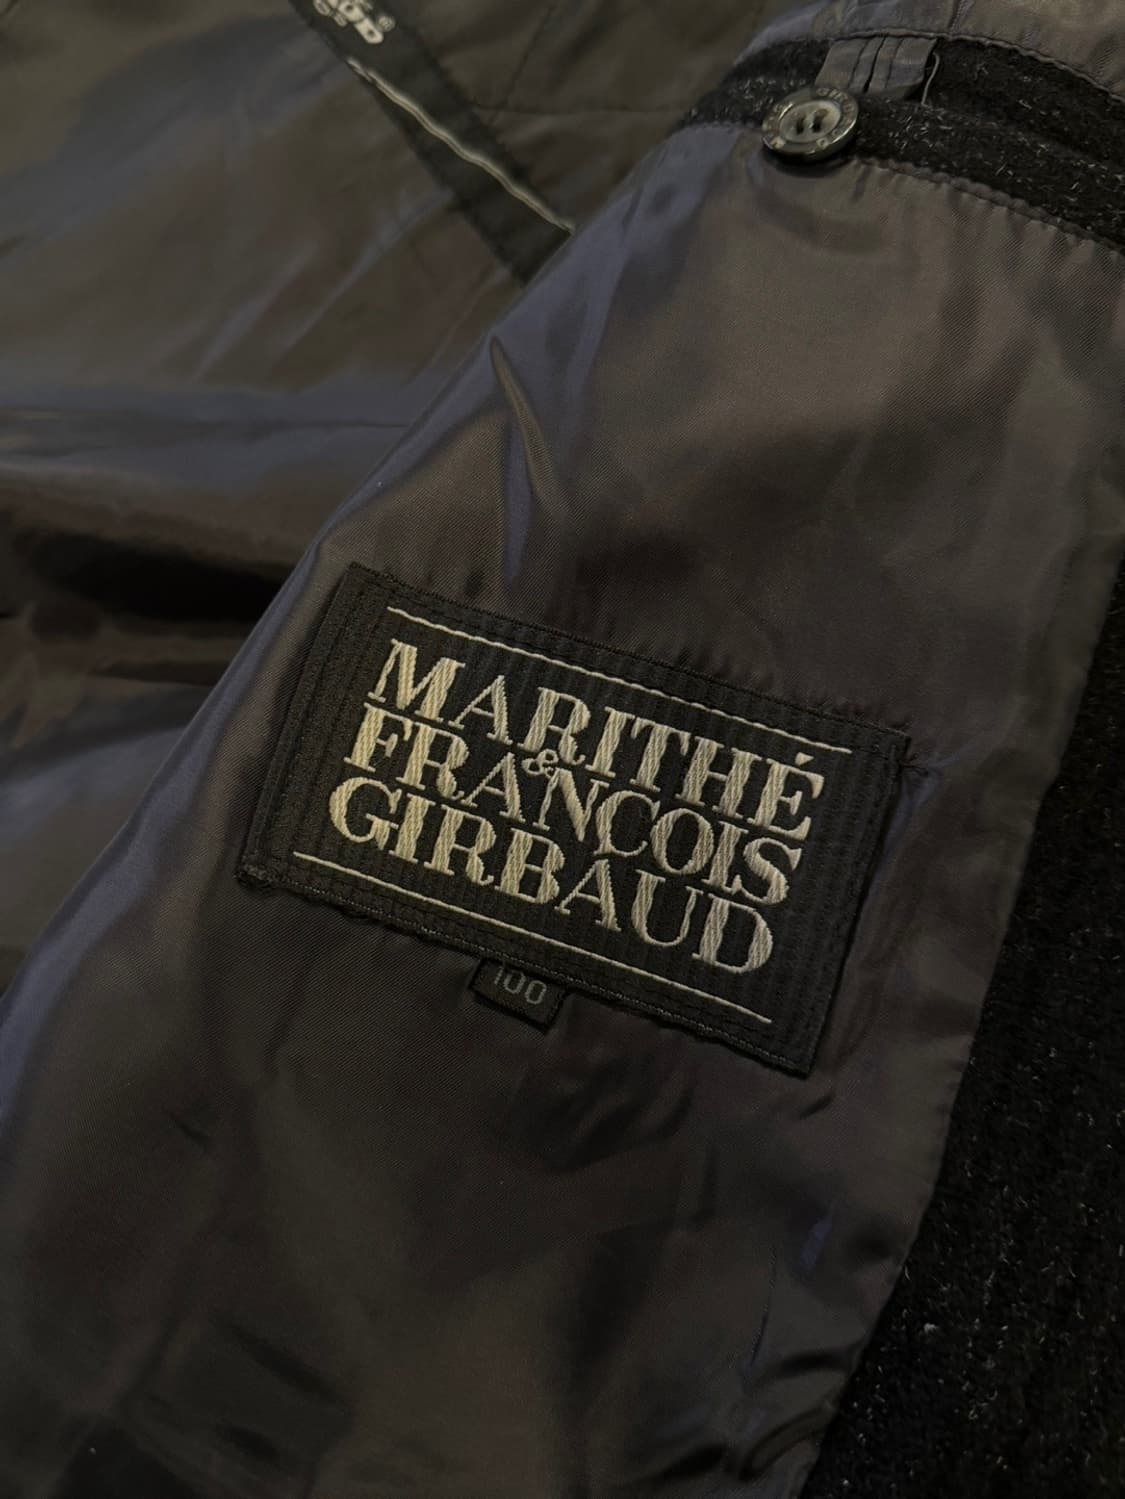 MARITHÉ
&
FRANÇOIS
GIRBAUD
100